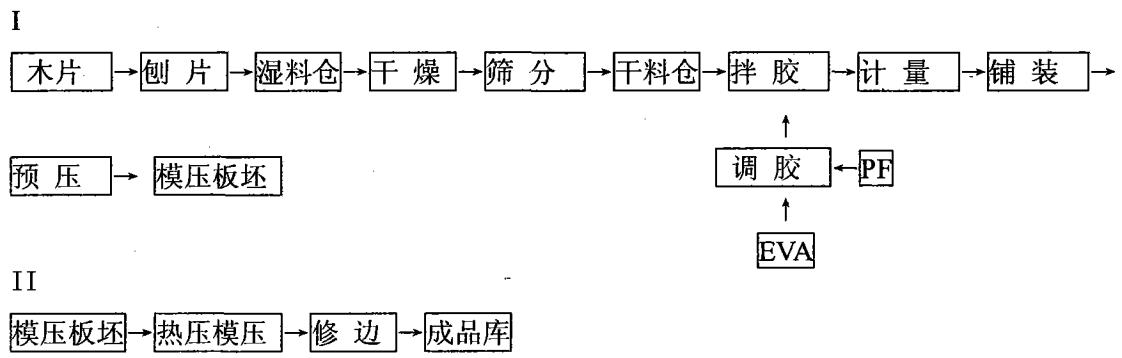 I
木片 刨片 湿料仓 干燥 筛分 干料仓 拌胶 计量 铺装
预压 模压板坯 调胶 PF
EVA
II
模压板坯 热压模压 修边 成品库